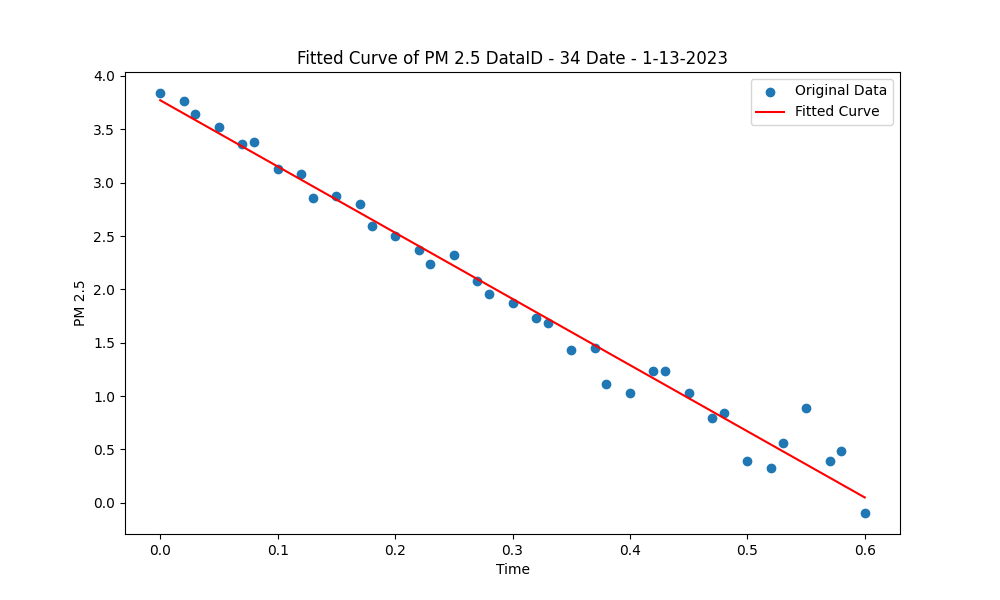 Fitted Curve of PM 2.5 DataID - 34 Date - 1-13-2023
Original Data
Fitted Curve
4.0
3.5
3.0
2.5
2.0
1.5
1.0
0.5
0.0
PM 2.5
0.0 0.1 0.2 0.3 0.4 0.5 0.6
Time